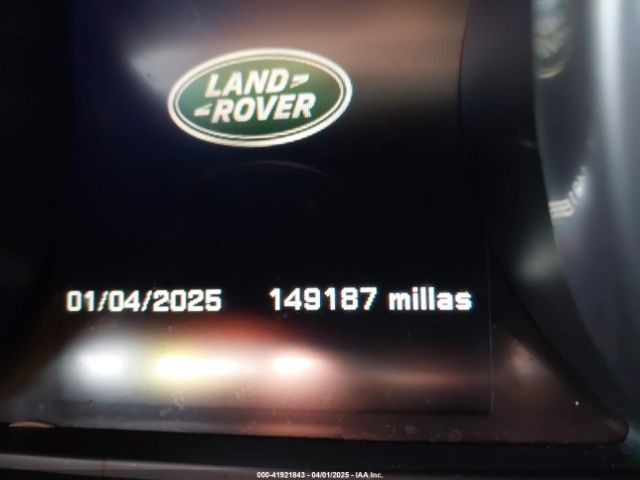 LAND
ROVER
01/04/2025 149187 millas
000-41921843 - 04/01/2025 - IAA Inc.